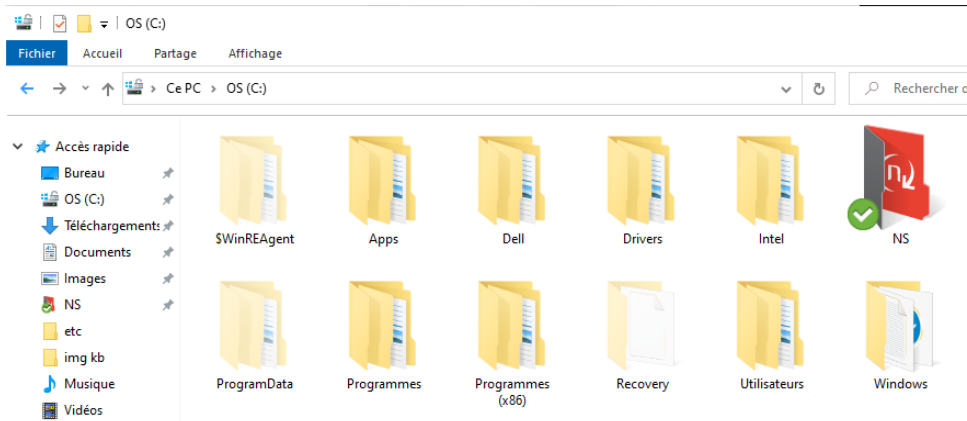 OS (C:)
Fichier Accueil Partage Affichage
Ce PC > OS (C:) Rechercher d
Accès rapide
Bureau
OS (C:)
Téléchargements
Documents
Images
NS
etc
img kb
Musique
Vidéos
$WinREAgent Apps Dell Drivers Intel NS
ProgramData Programmes Programmes Recovery Utilisateurs Windows
(x86)